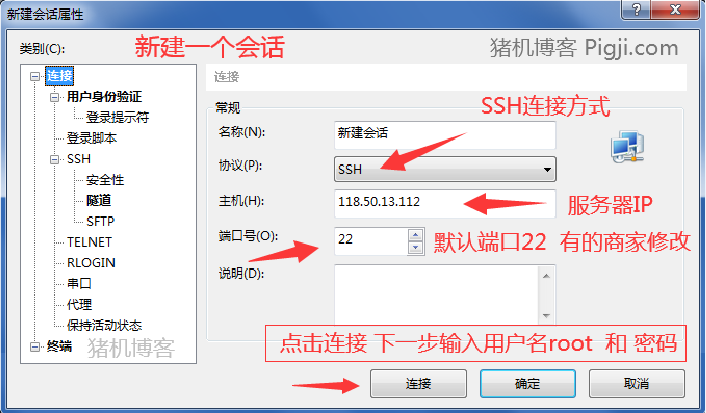 新建会话属性
类别(C):
新建一个会话
猪机博客 Pigji.com
连接
用户身份验证
登录提示符
登录脚本
SSH
安全性
隧道
SFTP
TELNET
RLOGIN
串口
代理
保持活动状态
终端
猪机博客
连接
常规
SSH连接方式
名称(N):
新建会话
协议(P):
SSH
主机(H):
118.50.13.112
服务器IP
端口号(O):
22
默认端口22 有的商家修改
说明(D):
点击连接 下一步输入用户名root 和 密码
连接
确定
取消